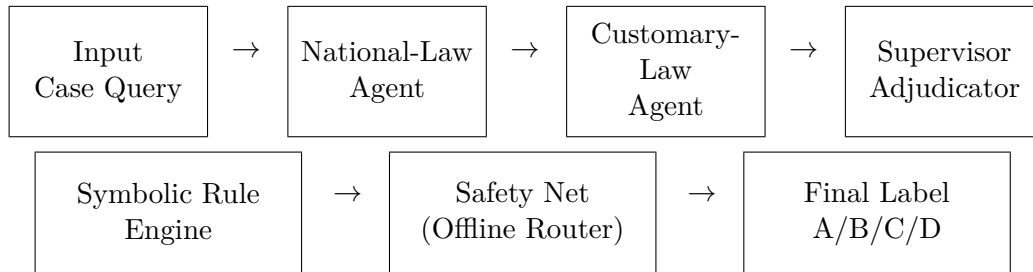 Input
Case Query
→
National-Law
Agent
→
Customary-
Law
Agent
→
Supervisor
Adjudicator
Symbolic Rule
Engine
→
Safety Net
(Offline Router)
→
Final Label
A/B/C/D